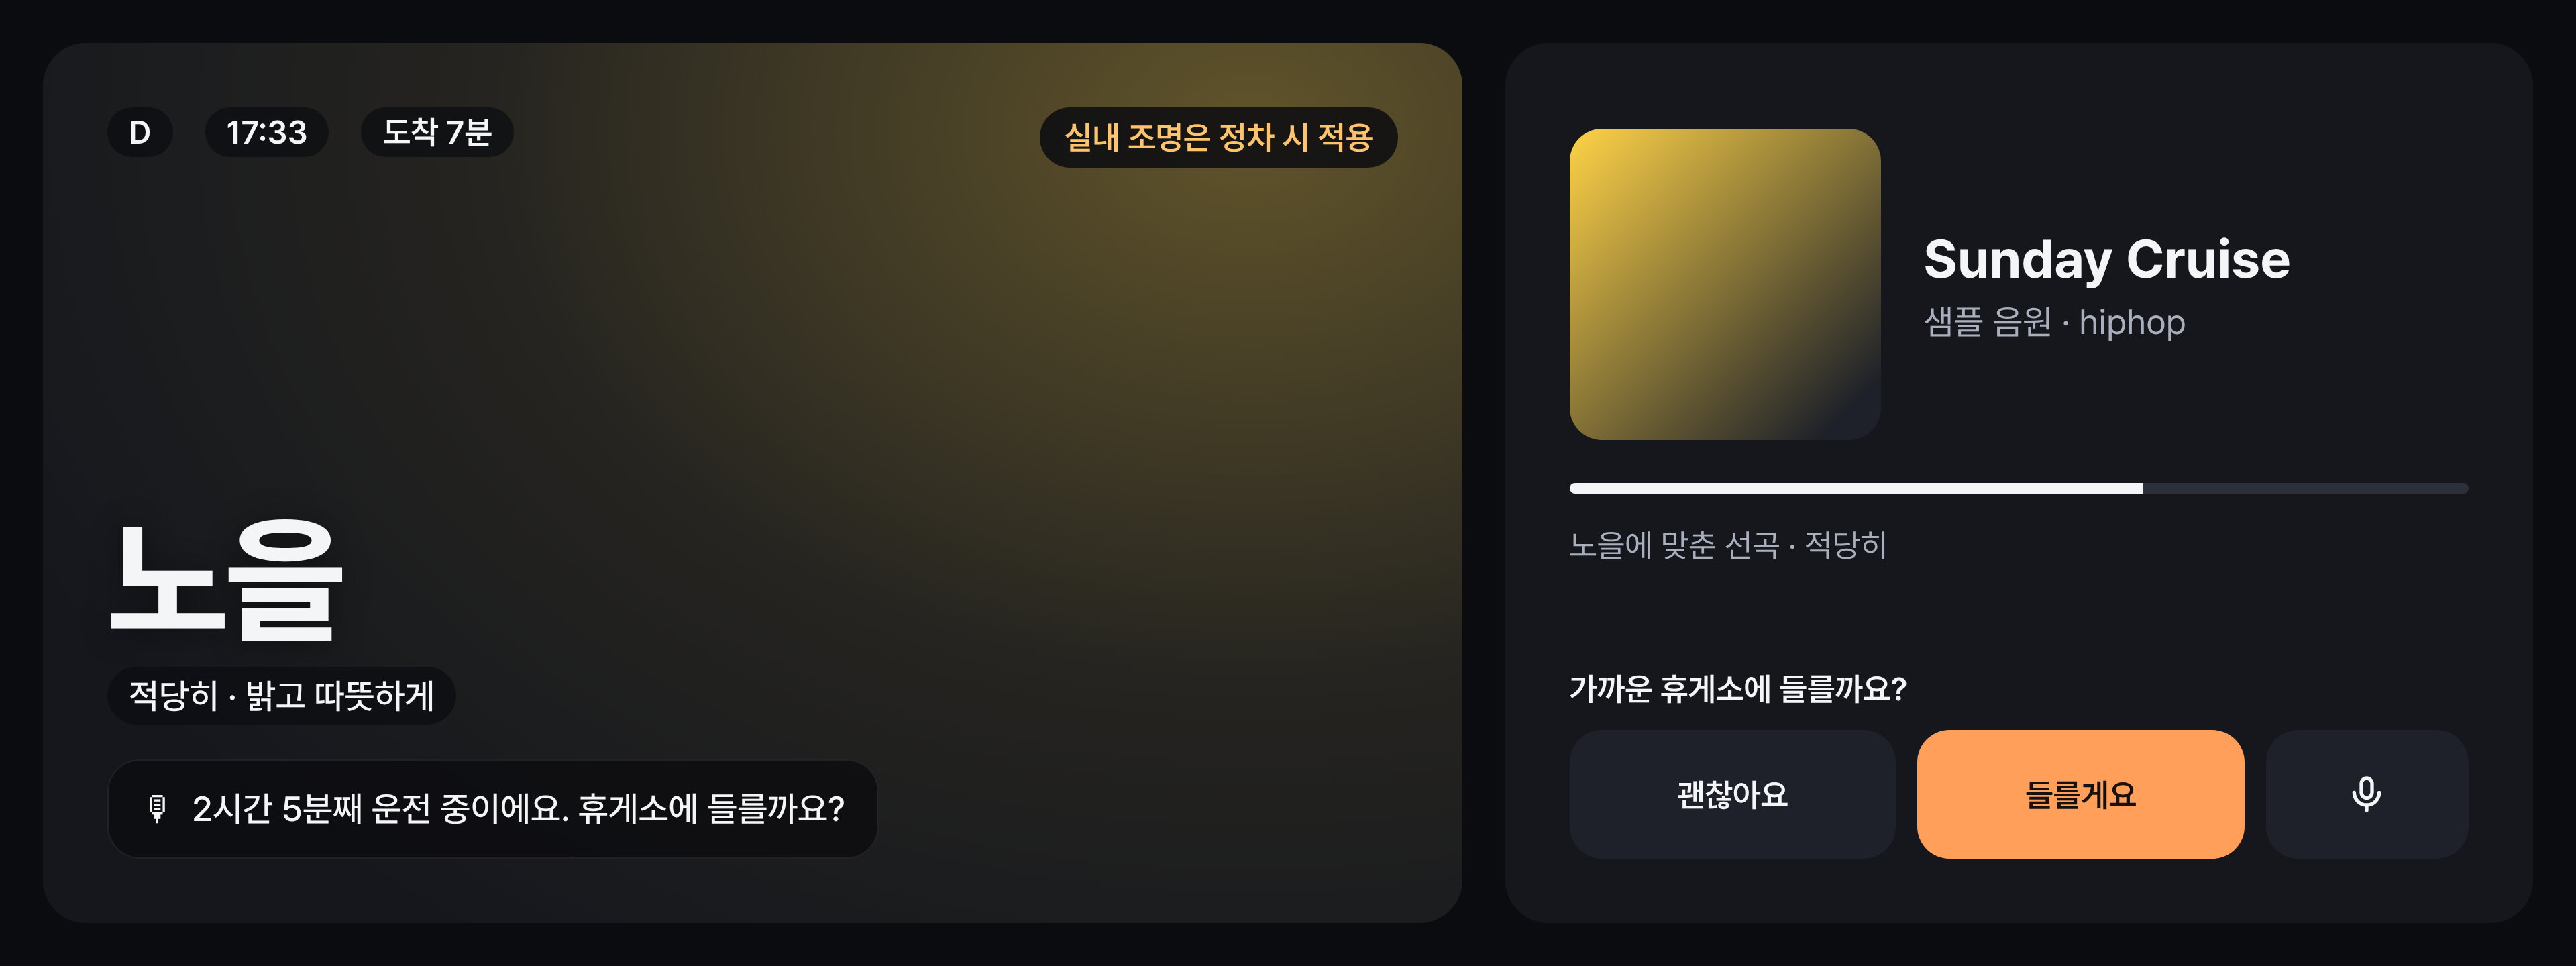 D 17:33 도착 7분
실내 조명은 정차 시 적용
노을
적당히 · 밝고 따뜻하게
2시간 5분째 운전 중이에요. 휴게소에 들를까요?
Sunday Cruise
샘플 음원 · hiphop
노을에 맞춘 선곡 · 적당히
가까운 휴게소에 들를까요?
괜찮아요 들를게요